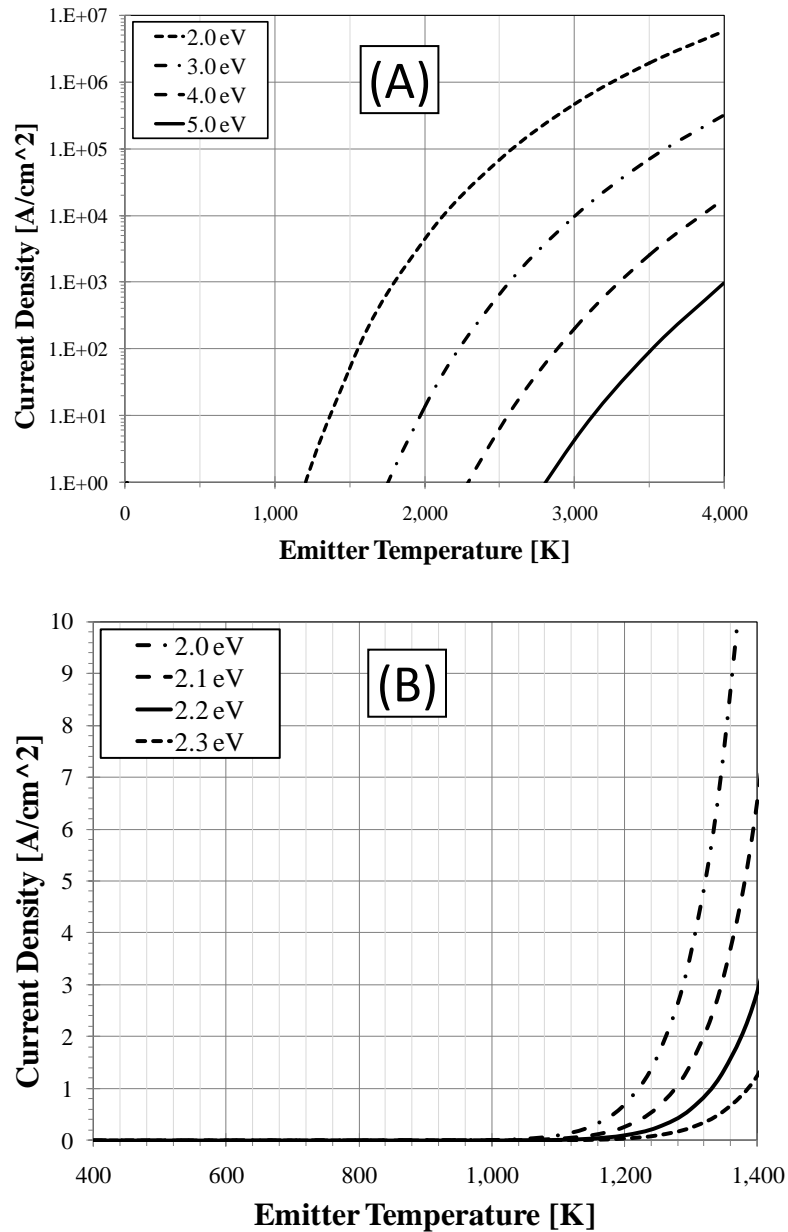 1.E+07
1.E+06
1.E+05
1.E+04
1.E+03
1.E+02
1.E+01
1.E+00
Current Density [A/cm^2]
2.0 eV
3.0 eV
4.0 eV
5.0 eV
(A)
0 1,000 2,000 3,000 4,000
Emitter Temperature [K]
10
9
8
7
6
5
4
3
2
1
0
Current Density [A/cm^2]
2.0 eV
2.1 eV
2.2 eV
2.3 eV
(B)
400 600 800 1,000 1,200 1,400
Emitter Temperature [K]